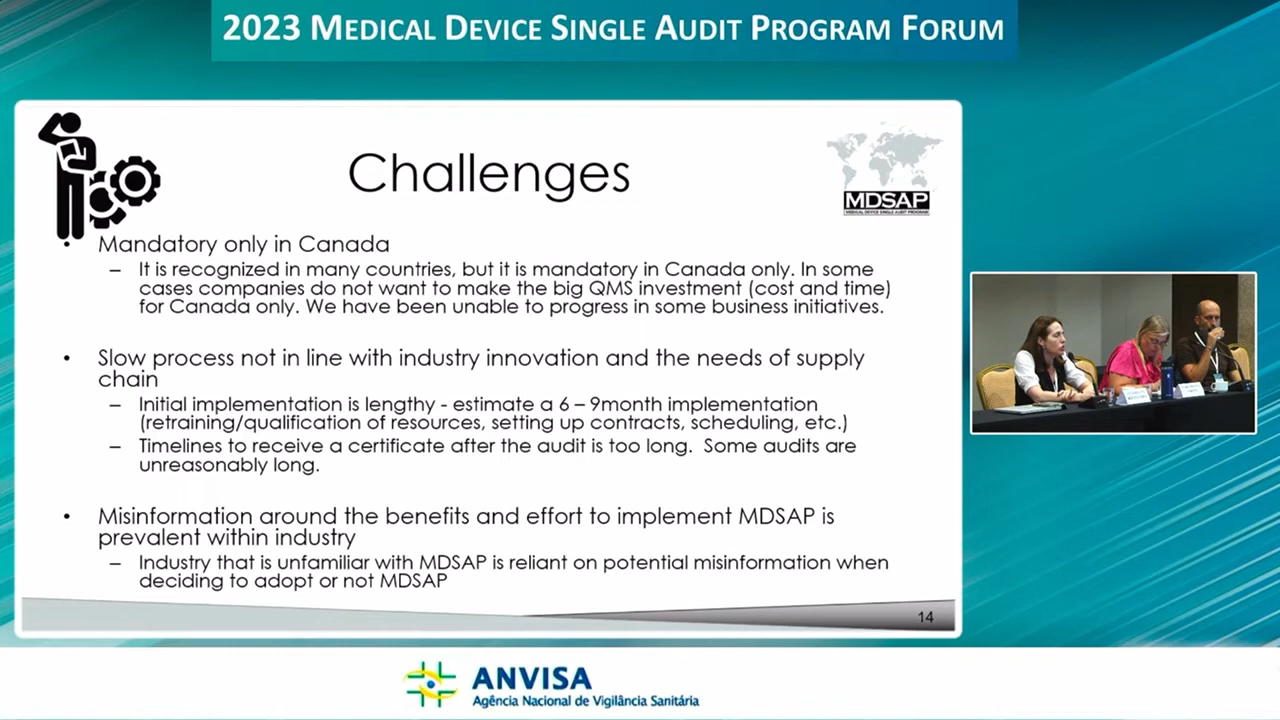 2023 MEDICAL DEVICE SINGLE AUDIT PROGRAM FORUM
Challenges
MDSAP
MEDICAL DEVICE SINGLE AUDIT PROGRAM
• Mandatory only in Canada
– It is recognized in many countries, but it is mandatory in Canada only. In some
cases companies do not want to make the big QMS investment (cost and time)
for Canada only. We have been unable to progress in some business initiatives.
• Slow process not in line with industry innovation and the needs of supply
chain
– Initial implementation is lengthy - estimate a 6 – 9month implementation
(retraining/qualification of resources, setting up contracts, scheduling, etc.)
– Timelines to receive a certificate after the audit is too long. Some audits are
unreasonably long.
• Misinformation around the benefits and effort to implement MDSAP is
prevalent within industry
– Industry that is unfamiliar with MDSAP is reliant on potential misinformation when
deciding to adopt or not MDSAP
14
ANVISA
Agência Nacional de Vigilância Sanitária